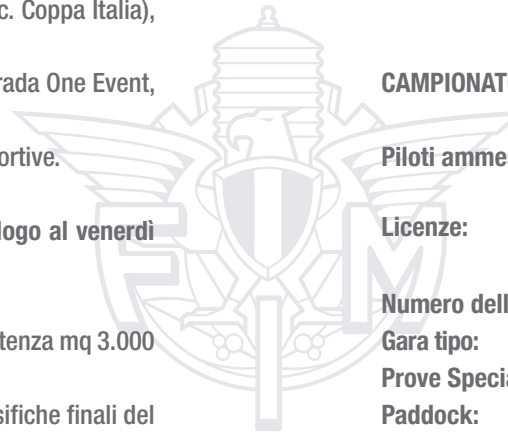 c. Coppa Italia),
rada One Event,
ortive.
logo al venerdì
tenza mq 3.000
sifiche finali del
CAMPIONAT
Piloti ammes
Licenze:
Numero dell
Gara tipo:
Prove Specia
Paddock:
F M